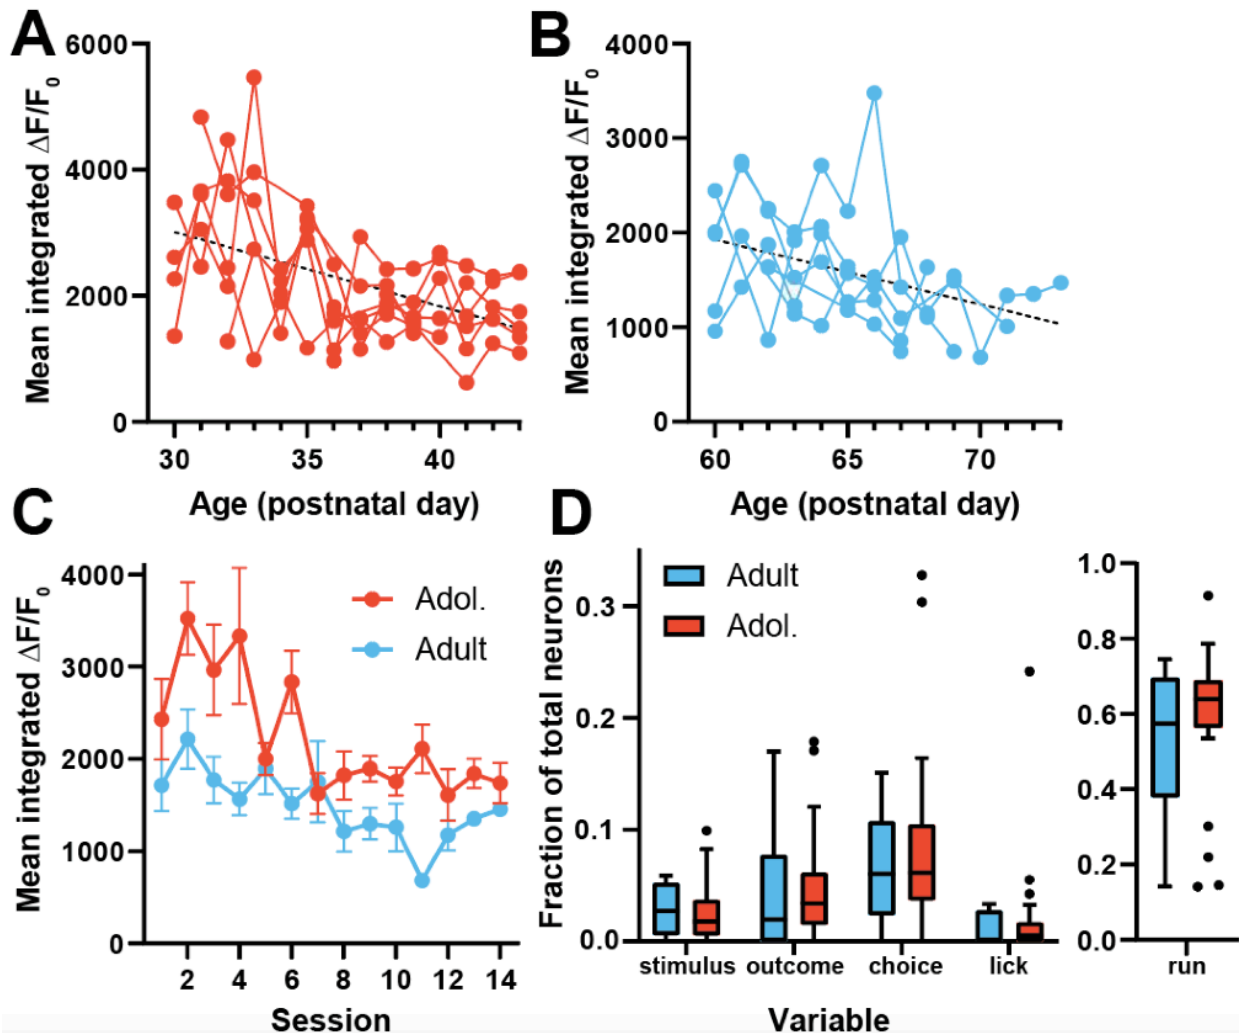 A
Mean integrated ΔF/F0
6000
4000
2000
0
30 35 40
Age (postnatal day)
B
Mean integrated ΔF/F0
4000
3000
2000
1000
0
60 65 70
Age (postnatal day)
C
Mean integrated ΔF/F0
4000
3000
2000
1000
0
Adol.
Adult
2 4 6 8 10 12 14
Session
D
Fraction of total neurons
0.3
0.2
0.1
0.0
Adult
Adol.
stimulus outcome choice lick
1.0
0.8
0.6
0.4
0.2
0.0
run
Variable